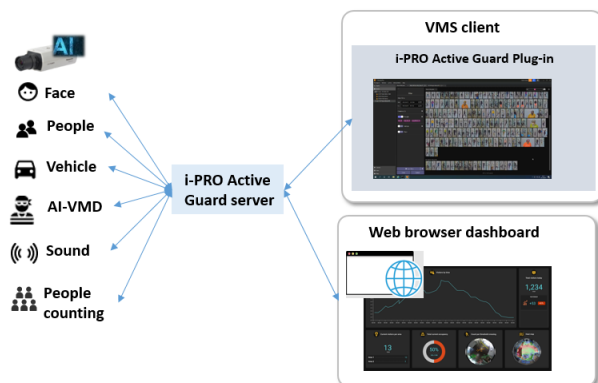 AI
Face
People
Vehicle
AI-VMD
Sound
People
counting
i-PRO Active
Guard server
VMS client
i-PRO Active Guard Plug-in
Web browser dashboard
1,234
13
50%